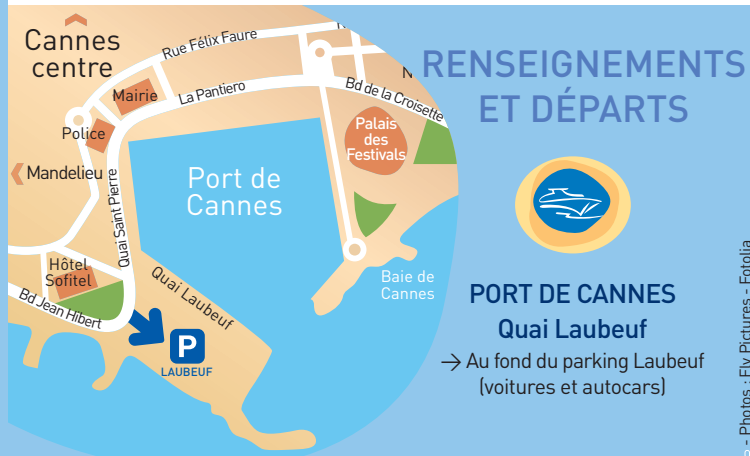 Cannes
centre
Rue Félix Faure
Mairie
La Pantiero
Bd de la Croisette
Police
Palais
des
Festivals
Mandelieu
Quai Saint Pierre
Port de
Cannes
Hôtel
Sofitel
Bd Jean Hibert
Quai Laubeuf
Baie de
Cannes
P
LAUBEUF
RENSEIGNEMENTS
ET DÉPARTS
PORT DE CANNES
Quai Laubeuf
→ Au fond du parking Laubeuf
(voitures et autocars)
- Photos : Fly Pictures - Fotolia